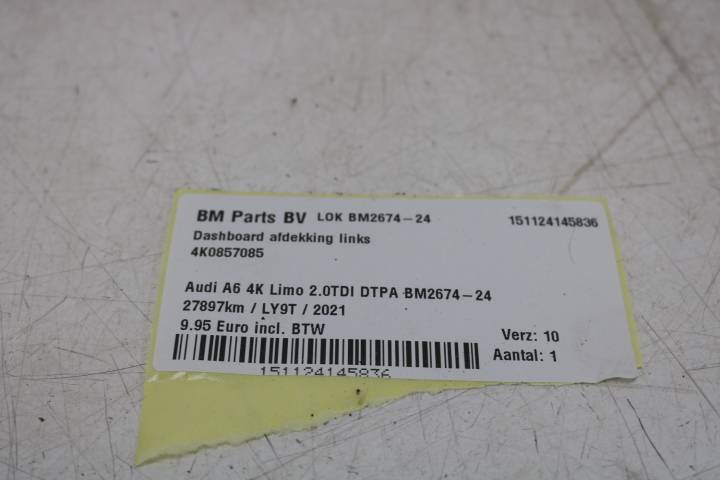 BM Parts BV LOK BM2674-24 151124145836
Dashboard afdekking links
4K0857085
Audi A6 4K Limo 2.0TDI DTPA BM2674-24
27897km / LY9T / 2021
9.95 Euro incl. BTW
Verz: 10
Aantal: 1
151124145836